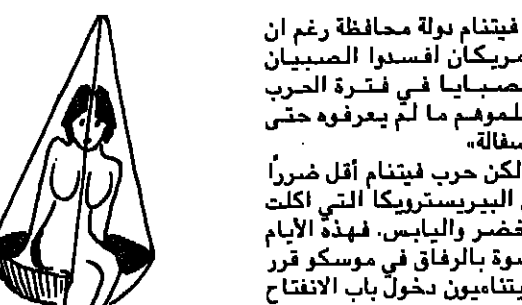 فيتنام دولة محافظة رغم ان
مريكان افسدوا الصبيان
صبايا في فترة الحرب
لموهم ما لم يعرفوه حتى
سفالة»
لكن حرب فيتنام أقل ضررًا
البيريسترويكا التي اكلت
خضر واليابس. فهذه الأيام
سوة بالرفاق في موسكو قرر
يتناميون دخول باب الانفتاح